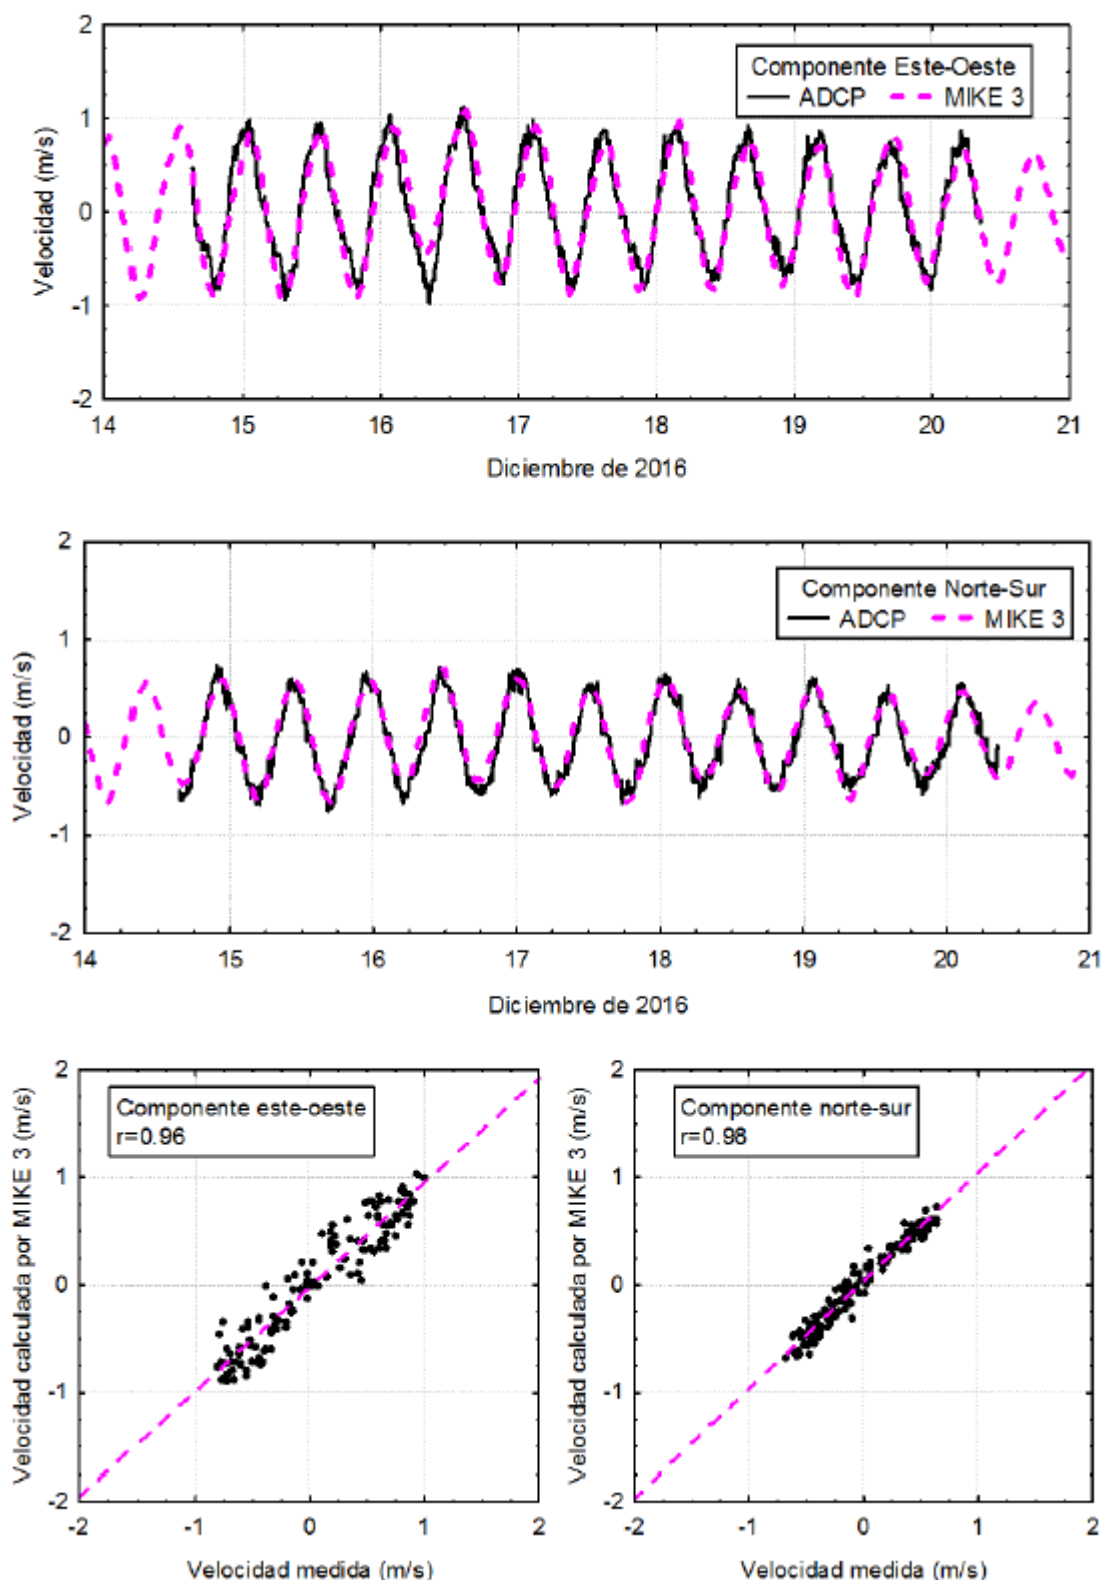 2
1
0
-1
-2
Velocidad (m/s)
Componente Este-Oeste
ADCP MIKE 3
14 15 16 17 18 19 20 21
Diciembre de 2016
2
1
0
-1
-2
Velocidad (m/s)
Componente Norte-Sur
ADCP MIKE 3
14 15 16 17 18 19 20 21
Diciembre de 2016
2
1
0
-1
-2
Velocidad calculada por MIKE 3 (m/s)
Componente este-oeste
r=0.96
-2 -1 0 1 2
Velocidad medida (m/s)
2
1
0
-1
-2
Velocidad calculada por MIKE 3 (m/s)
Componente norte-sur
r=0.98
-2 -1 0 1 2
Velocidad medida (m/s)